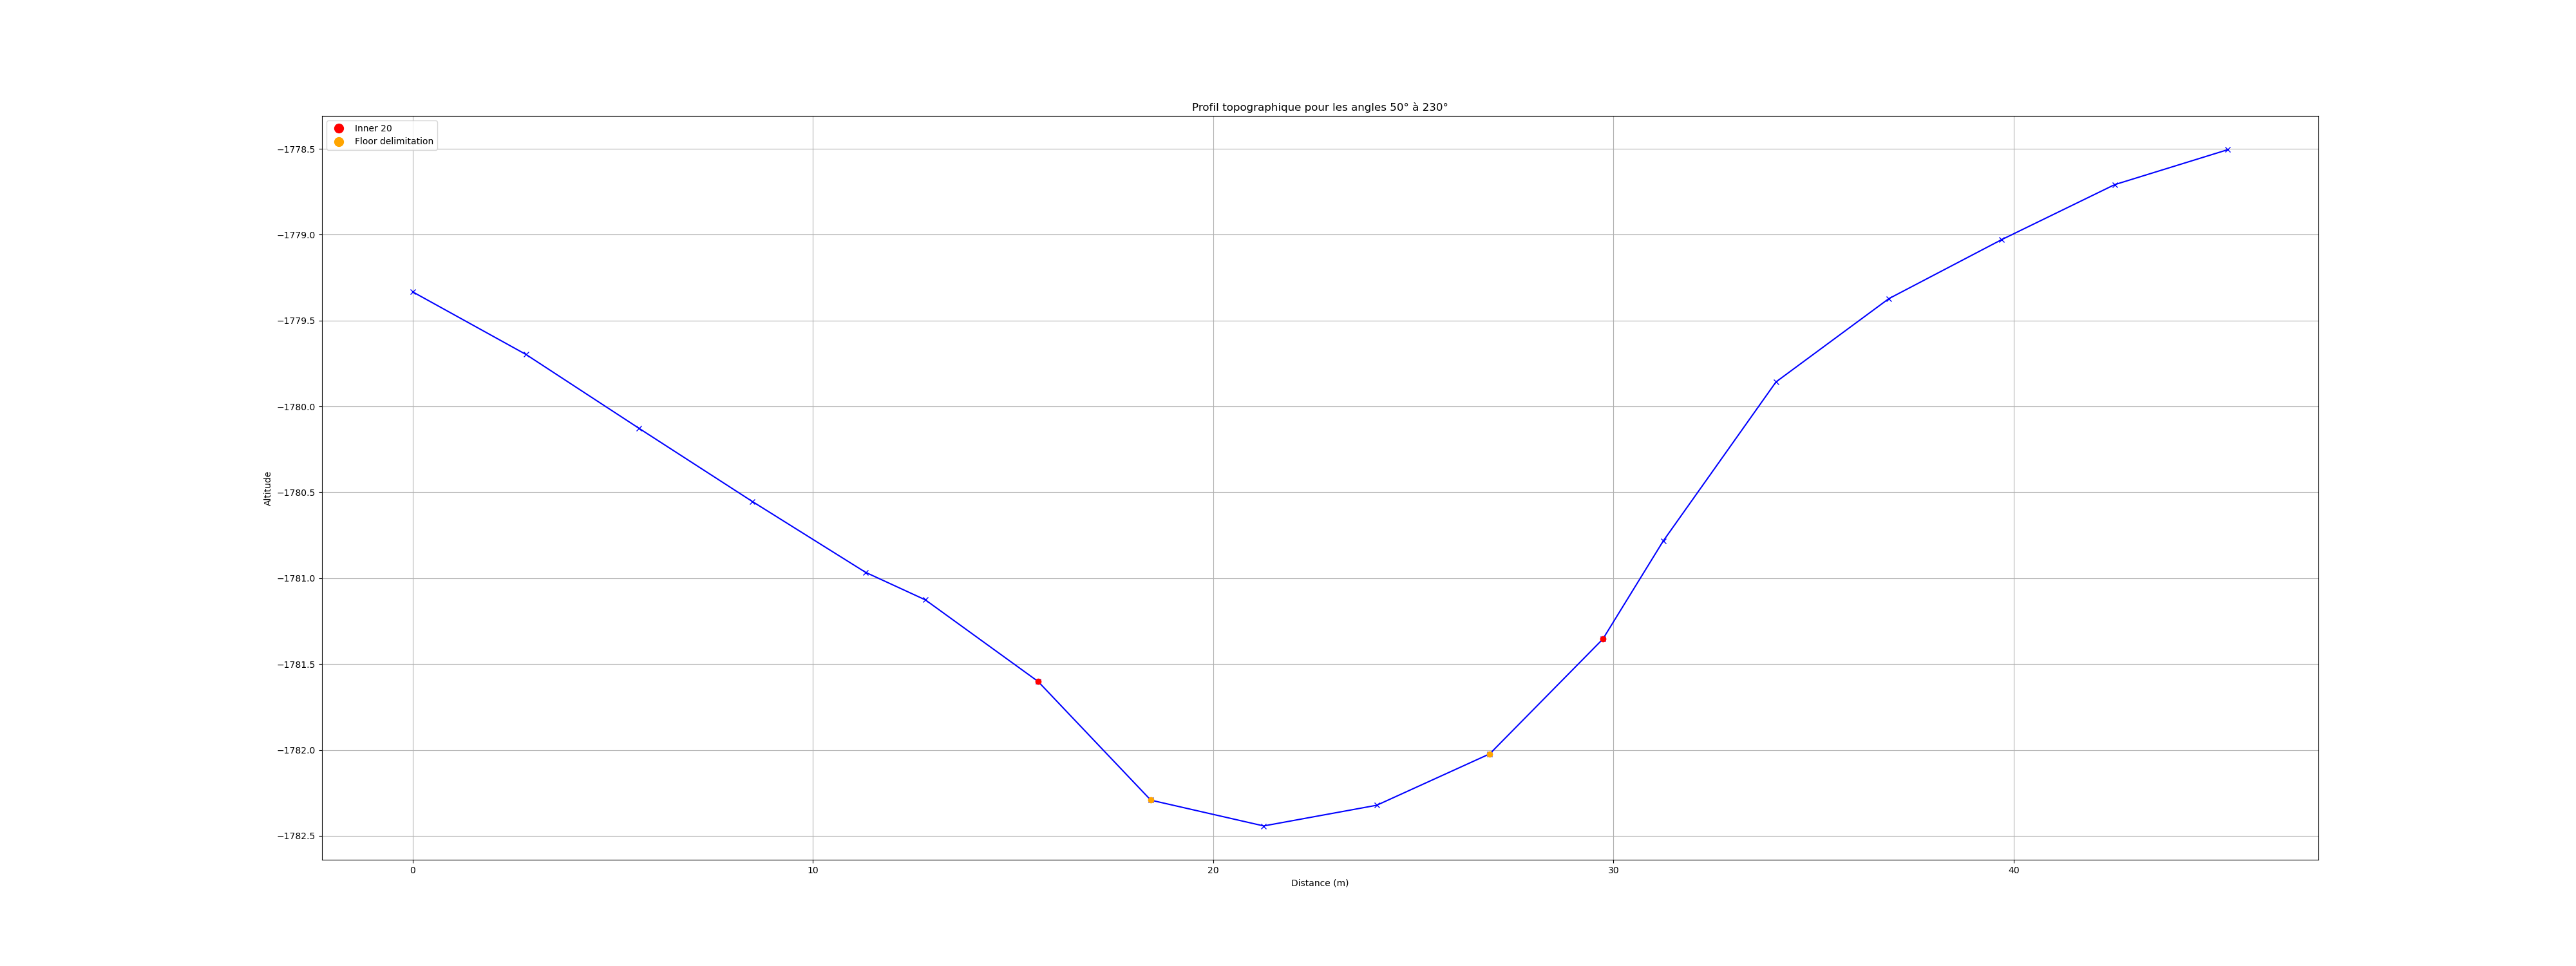 Profil topographique pour les angles 50° à 230°
Inner 20
Floor delimitation
−1778.5
−1779.0
−1779.5
−1780.0
−1780.5
−1781.0
−1781.5
−1782.0
−1782.5
Altitude
0 10 20 30 40
Distance (m)